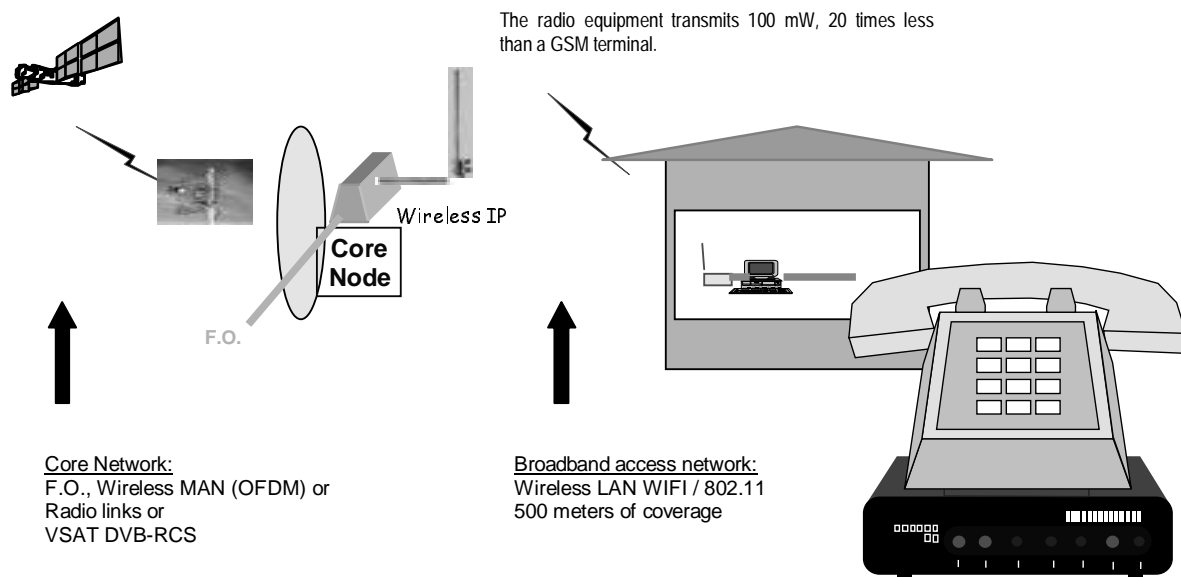 The radio equipment transmits 100 mW, 20 times less
than a GSM terminal.
Wireless IP
Core
Node
F.O.
Core Network:
F.O., Wireless MAN (OFDM) or
Radio links or
VSAT DVB-RCS
Broadband access network:
Wireless LAN WIFI / 802.11
500 meters of coverage